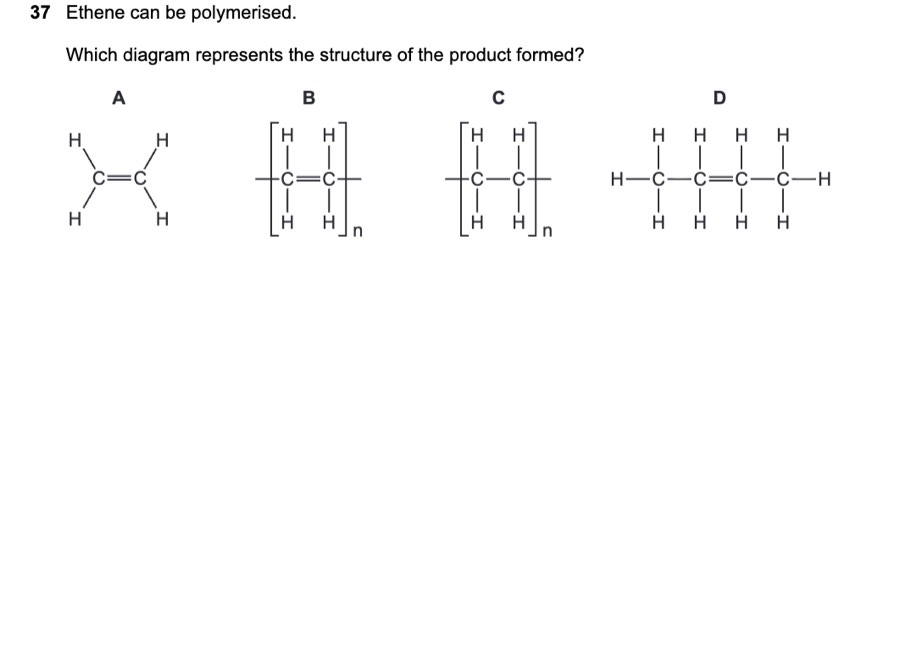 37 Ethene can be polymerised.
Which diagram represents the structure of the product formed?
A B C D
H H H H H H H H H H
C=C C=C C-C H-C-C=C-C-H
H H H H n H H n H H H H